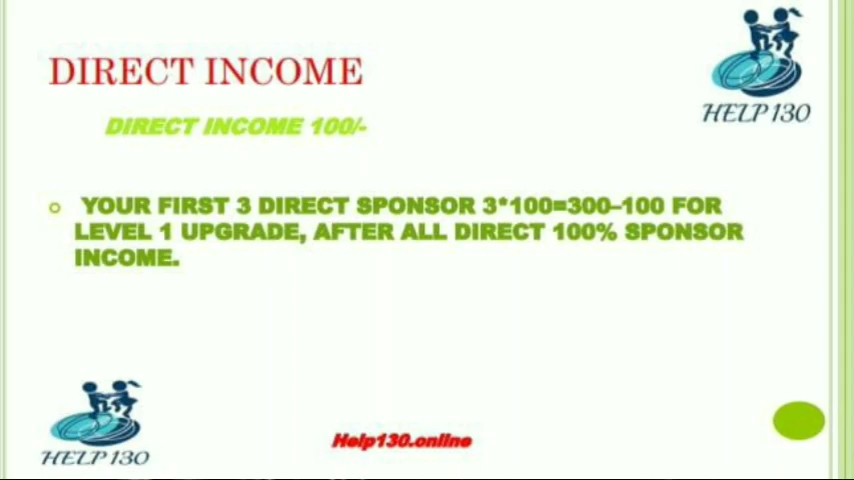 DIRECT INCOME
HELP 130
DIRECT INCOME 100/-
YOUR FIRST 3 DIRECT SPONSOR 3*100=300–100 FOR
LEVEL 1 UPGRADE, AFTER ALL DIRECT 100% SPONSOR
INCOME.
HELP 130
Help130.online